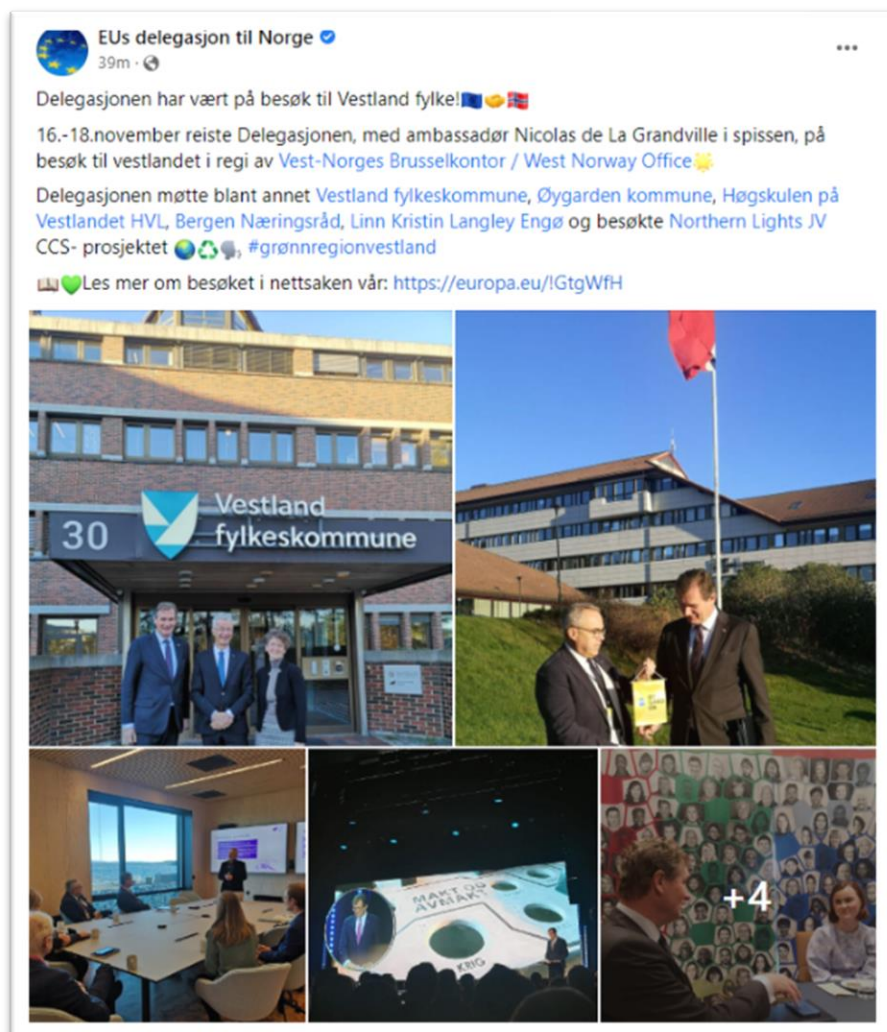 EUs delegasjon til Norge
39m ·
Delegasjonen har vært på besøk til Vestland fylke!🇪🇺🤝🇳🇴
16.-18.november reiste Delegasjonen, med ambassadør Nicolas de La Grandville i spissen, på
besøk til vestlandet i regi av Vest-Norges Brusselkontor / West Norway Office🌟
Delegasjonen møtte blant annet Vestland fylkeskommune, Øygarden kommune, Høgskulen på
Vestlandet HVL, Bergen Næringsråd, Linn Kristin Langley Engø og besøkte Northern Lights JV
CCS- prosjektet 🌍♻️🗣️, #grønnregionvestland
📖💚Les mer om besøket i nettsaken vår: https://europa.eu/!GtgWfH
30
Vestland
fylkeskommune
MAKT OG
AVMAKT
KRIG
+4